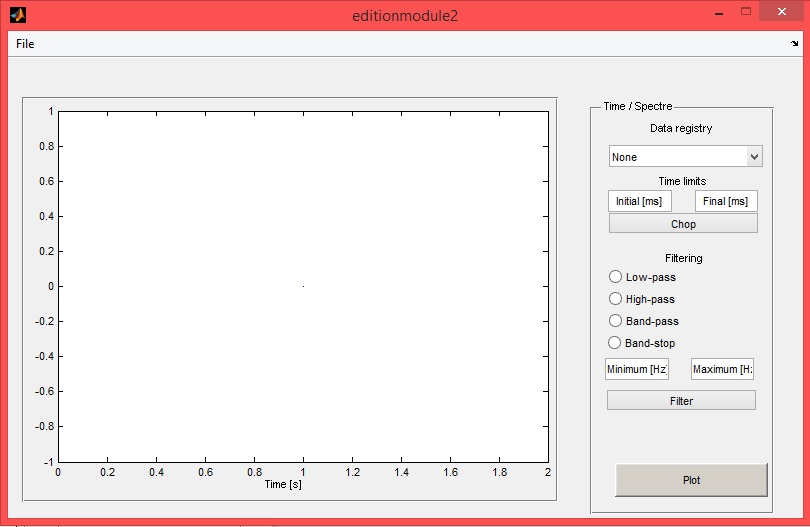 editionmodule2
File
Time / Spectre
Data registry
None
Time limits
Initial [ms]
Final [ms]
Chop
Filtering
Low-pass
High-pass
Band-pass
Band-stop
Minimum [Hz]
Maximum [H:
Filter
Plot
1
0.8
0.6
0.4
0.2
0
-0.2
-0.4
-0.6
-0.8
-1
0 0.2 0.4 0.6 0.8 1 1.2 1.4 1.6 1.8 2
Time [s]